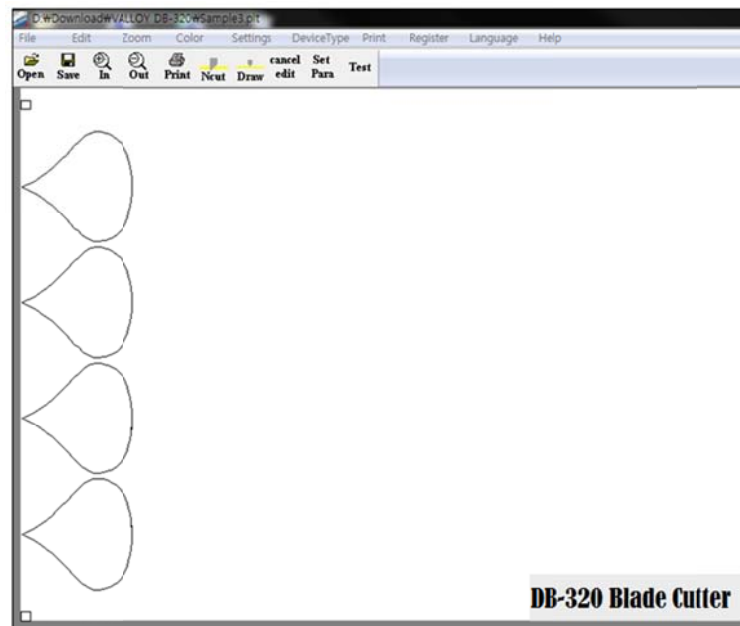 D:₩Download₩VALLOY DB-320₩Sample3.plt
File Edit Zoom Color Settings DeviceType Print Register Language Help
Open Save In Out Print Ncut Draw cancel edit Set Para Test
DB-320 Blade Cutter